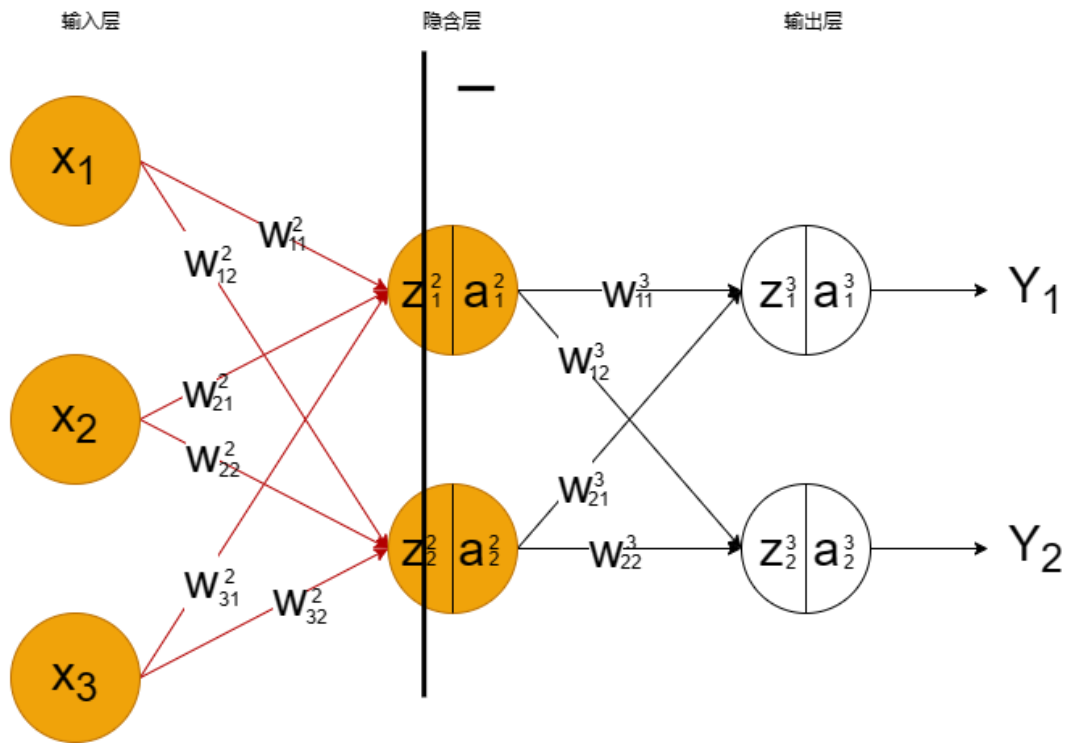 输入层 隐含层 输出层
x₁
w²₁₁
w²₁₂
z²₁ a²₁
w³₁₁
z³₁ a³₁
Y₁
w³₁₂
x₂
w²₂₁
w²₂₂
w³₂₁
z²₂ a²₂
w³₂₂
z³₂ a³₂
Y₂
w²₃₁
w²₃₂
x₃